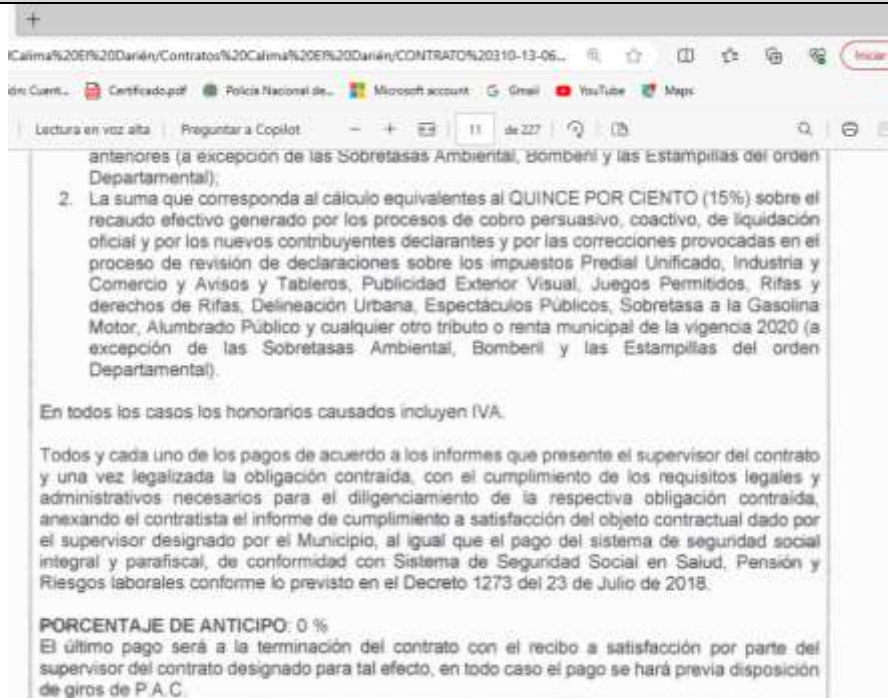 Calima%20El%20Darién/Contratos%20Calima%20El%20Darién/CONTRATO%20310-13-06...
Iniciar
Cuent... Certificado.pdf Policía Nacional de... Microsoft account Gmail YouTube Maps
Lectura en voz alta Preguntar a Copilot 11 de 227
anteriores (a excepción de las Sobretasas Ambiental, Bomberil y las Estampillas del orden
Departamental);
2. La suma que corresponda al cálculo equivalentes al QUINCE POR CIENTO (15%) sobre el
recaudo efectivo generado por los procesos de cobro persuasivo, coactivo, de liquidación
oficial y por los nuevos contribuyentes declarantes y por las correcciones provocadas en el
proceso de revisión de declaraciones sobre los impuestos Predial Unificado, Industria y
Comercio y Avisos y Tableros, Publicidad Exterior Visual, Juegos Permitidos, Rifas y
derechos de Rifas, Delineación Urbana, Espectáculos Públicos, Sobretasa a la Gasolina
Motor, Alumbrado Público y cualquier otro tributo o renta municipal de la vigencia 2020 (a
excepción de las Sobretasas Ambiental, Bomberil y las Estampillas del orden
Departamental).
En todos los casos los honorarios causados incluyen IVA.
Todos y cada uno de los pagos de acuerdo a los informes que presente el supervisor del contrato
y una vez legalizada la obligación contraída, con el cumplimiento de los requisitos legales y
administrativos necesarios para el diligenciamiento de la respectiva obligación contraída,
anexando el contratista el informe de cumplimiento a satisfacción del objeto contractual dado por
el supervisor designado por el Municipio, al igual que el pago del sistema de seguridad social
integral y parafiscal, de conformidad con Sistema de Seguridad Social en Salud, Pensión y
Riesgos laborales conforme lo previsto en el Decreto 1273 del 23 de Julio de 2018.
PORCENTAJE DE ANTICIPO: 0 %
El último pago será a la terminación del contrato con el recibo a satisfacción por parte del
supervisor del contrato designado para tal efecto, en todo caso el pago se hará previa disposición
de giros de P.A.C.